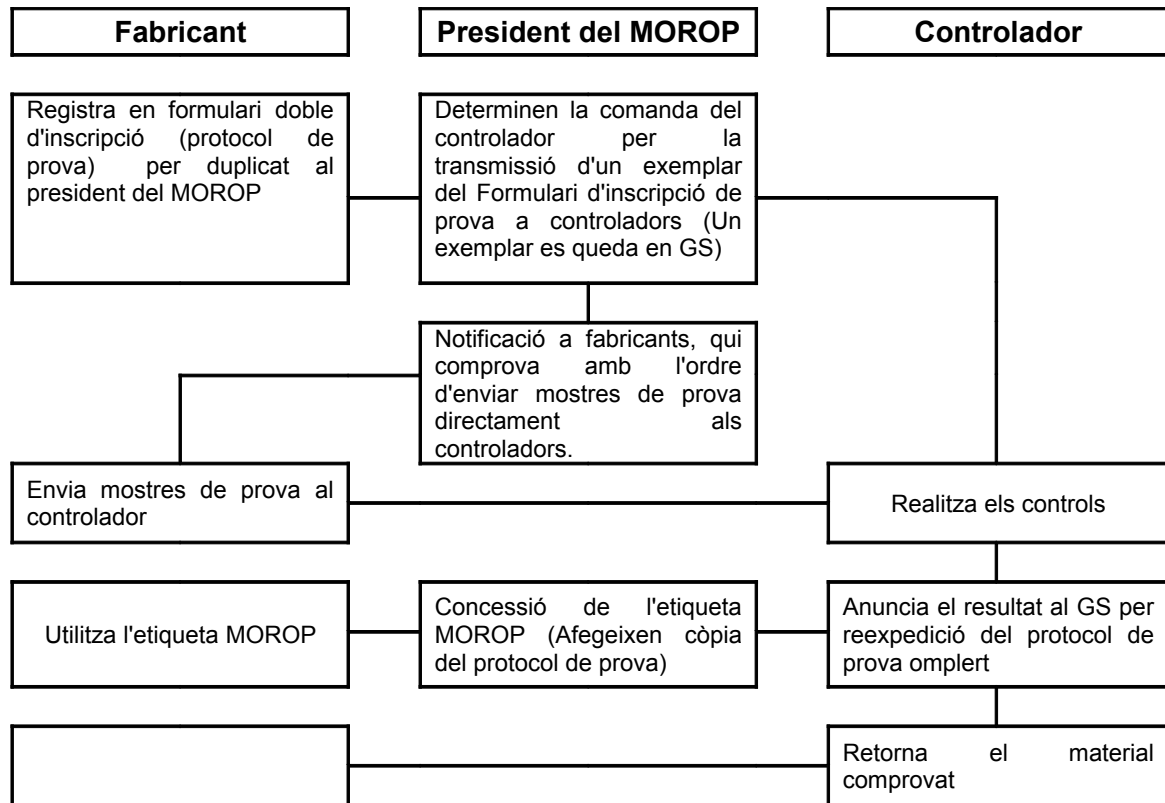 Fabricant
President del MOROP
Controlador
Registra en formulari doble
d'inscripció (protocol de
prova) per duplicat al
president del MOROP
Determinen la comanda del
controlador per la
transmissió d'un exemplar
del Formulari d'inscripció de
prova a controladors (Un
exemplar es queda en GS)
Notificació a fabricants, qui
comprova amb l'ordre
d'enviar mostres de prova
directament als
controladors.
Envia mostres de prova al
controlador
Realitza els controls
Utilitza l'etiqueta MOROP
Concessió de l'etiqueta
MOROP (Afegeixen còpia
del protocol de prova)
Anuncia el resultat al GS per
reexpedició del protocol de
prova omplert
Retorna el material
comprovat